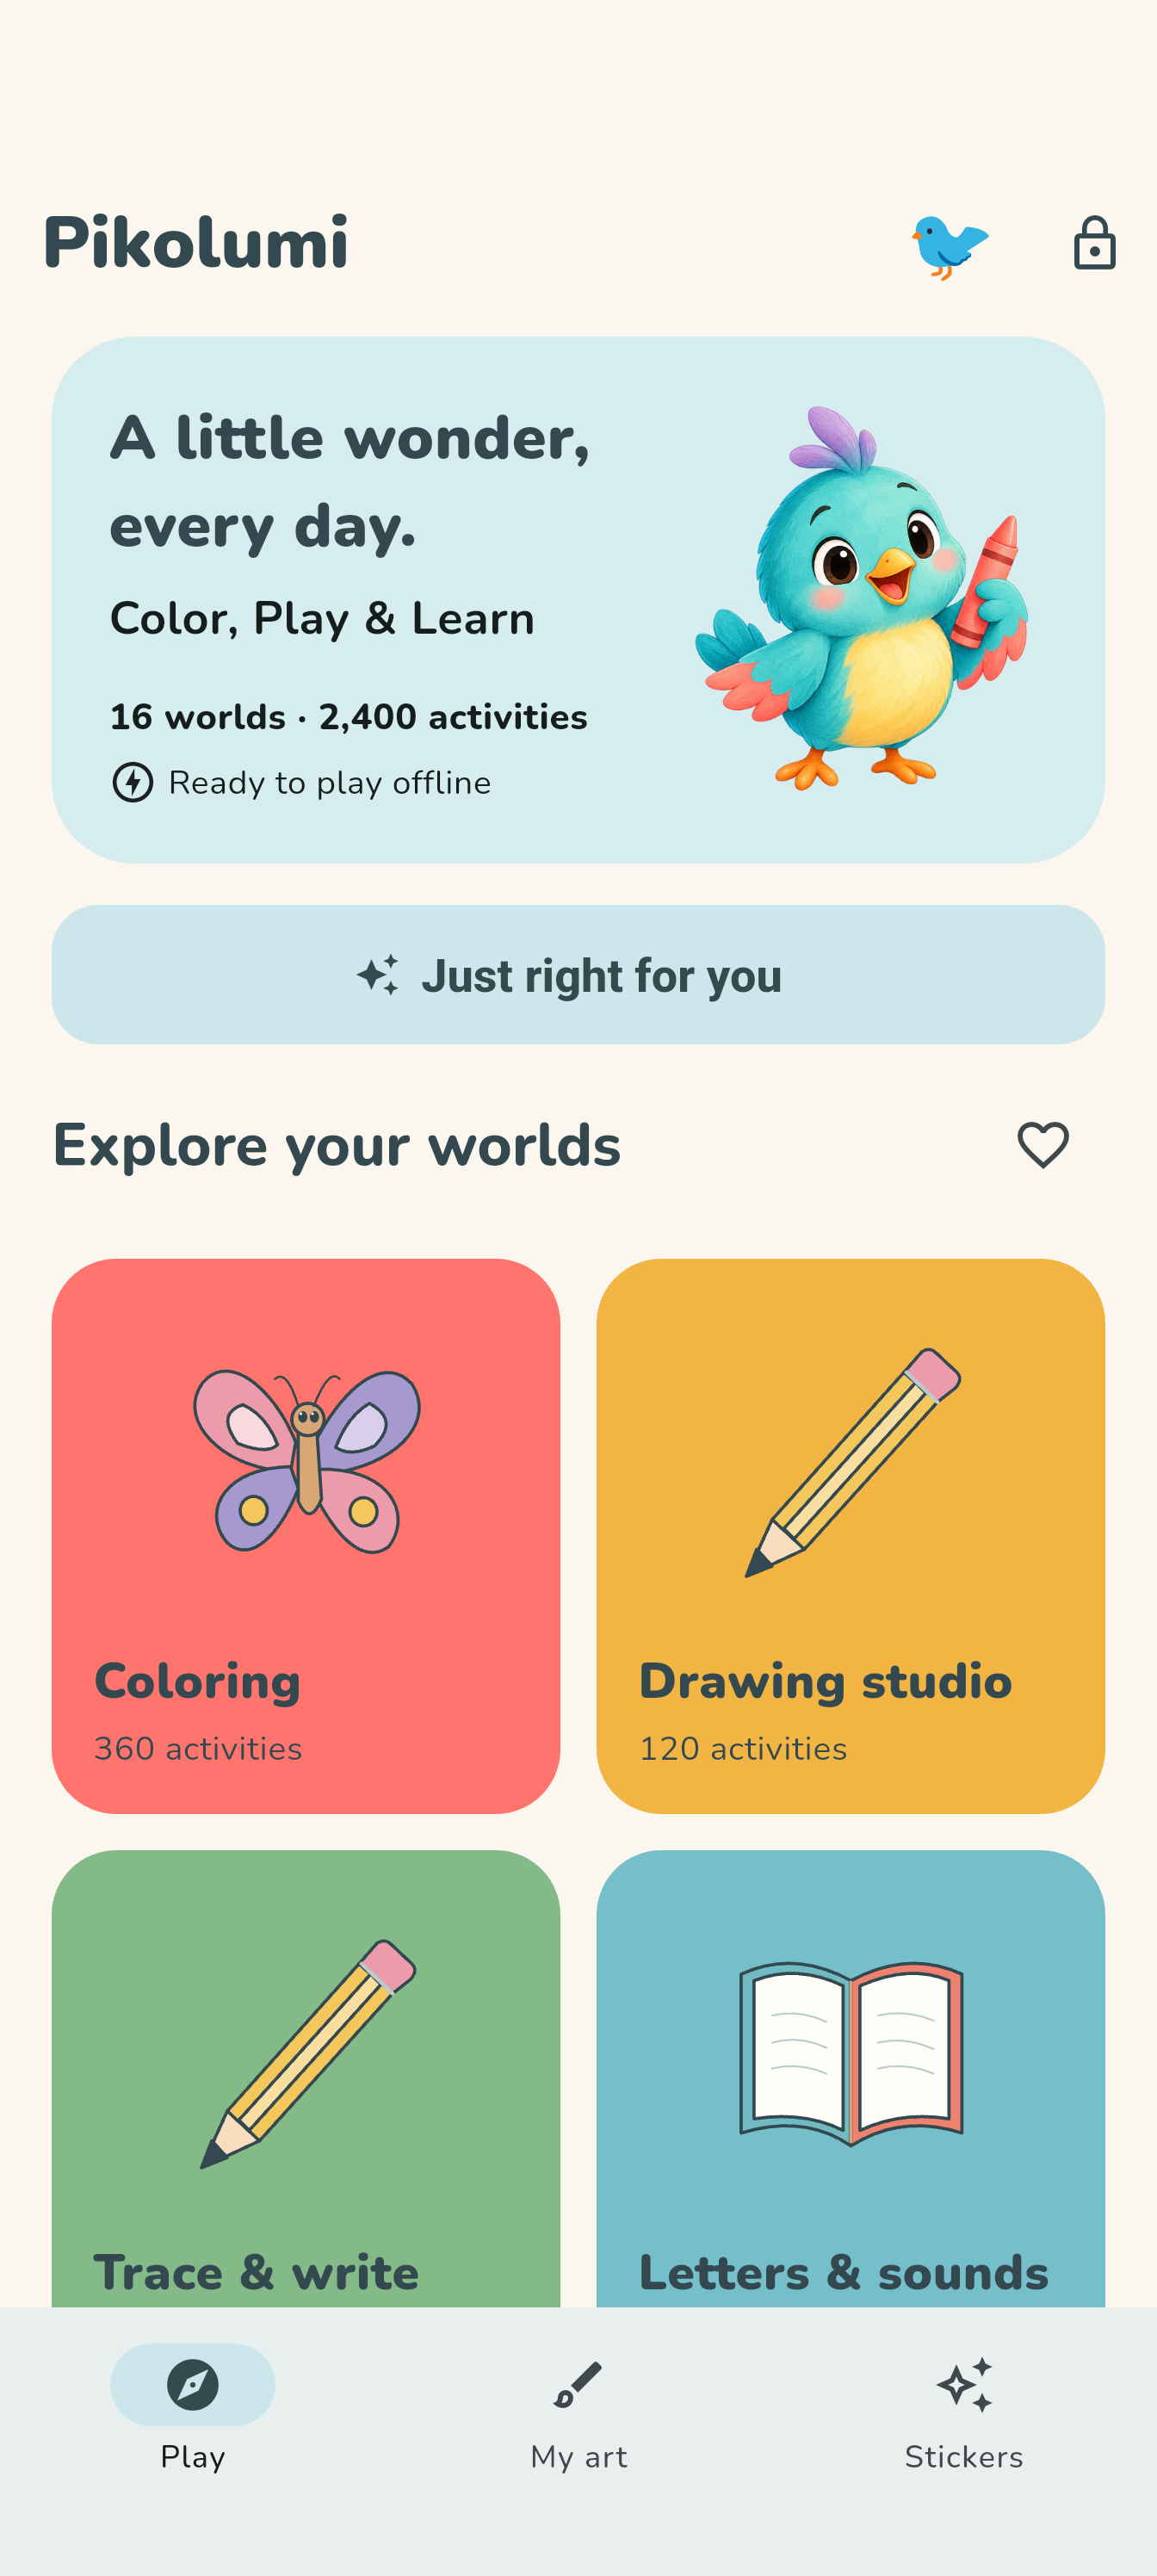 Pikolumi
A little wonder,
every day.
Color, Play & Learn
16 worlds · 2,400 activities
Ready to play offline
Just right for you
Explore your worlds
Coloring
360 activities
Drawing studio
120 activities
Trace & write
Letters & sounds
Play
My art
Stickers